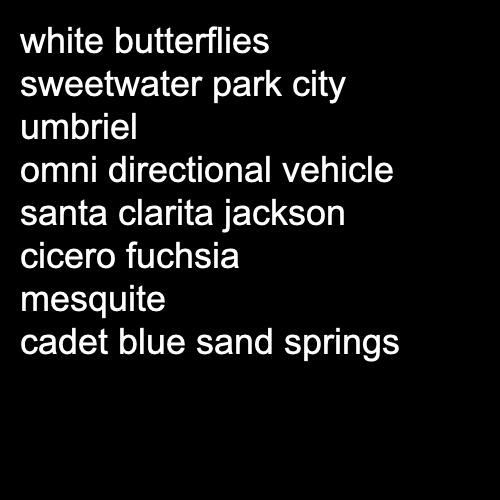 white butterflies
sweetwater park city
umbriel
omni directional vehicle
santa clarita jackson
cicero fuchsia
mesquite
cadet blue sand springs